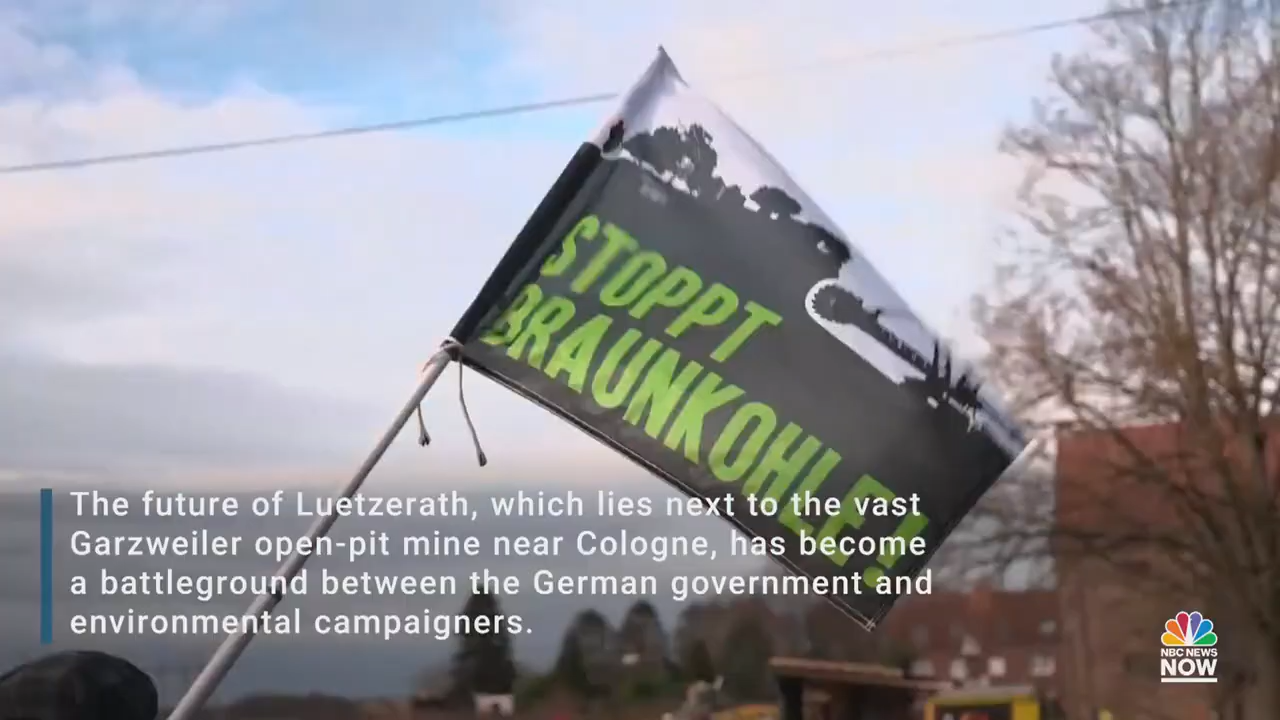 STOPPT
BRAUNKOHLE!
The future of Luetzerath, which lies next to the vast
Garzweiler open-pit mine near Cologne, has become
a battleground between the German government and
environmental campaigners.
NBC NEWS
NOW